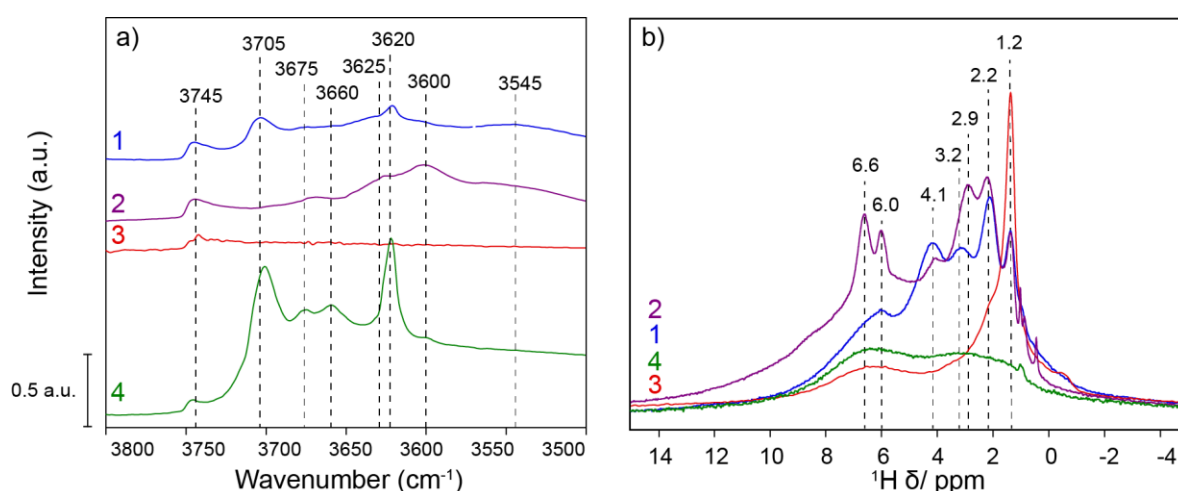 a)
3705
3620
3675
3625
3745
3660
3600
3545
1
2
3
4
0.5 a.u.
Intensity (a.u.)
3800 3750 3700 3650 3600 3550 3500
Wavenumber (cm⁻¹)
b)
1.2
2.2
2.9
3.2
6.6
6.0
4.1
2
1
4
3
14 12 10 8 6 4 2 0 -2 -4
¹H δ/ ppm